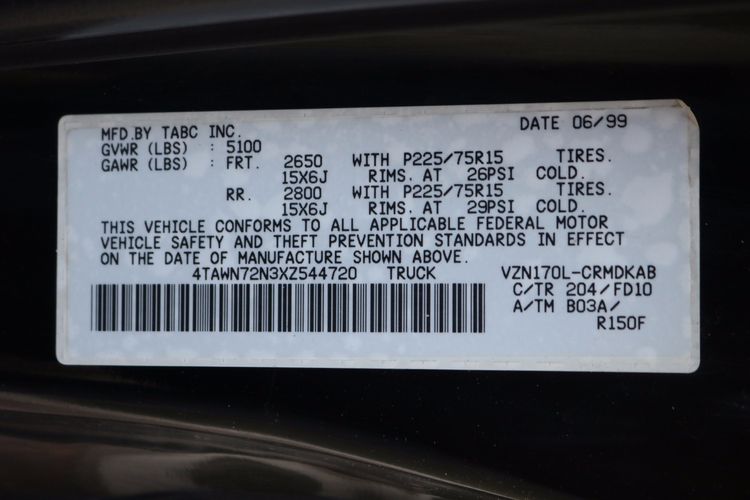 MFD.BY TABC INC. DATE 06/99
GVWR (LBS) : 5100
GAWR (LBS) : FRT. 2650 WITH P225/75R15 TIRES.
15X6J RIMS. AT 26PSI COLD.
RR. 2800 WITH P225/75R15 TIRES.
15X6J RIMS. AT 29PSI COLD.
THIS VEHICLE CONFORMS TO ALL APPLICABLE FEDERAL MOTOR
VEHICLE SAFETY AND THEFT PREVENTION STANDARDS IN EFFECT
ON THE DATE OF MANUFACTURE SHOWN ABOVE.
4TAWN72N3XZ544720 TRUCK VZN170L-CRMDKAB
C/TR 204/FD10
A/TM B03A/
R150F